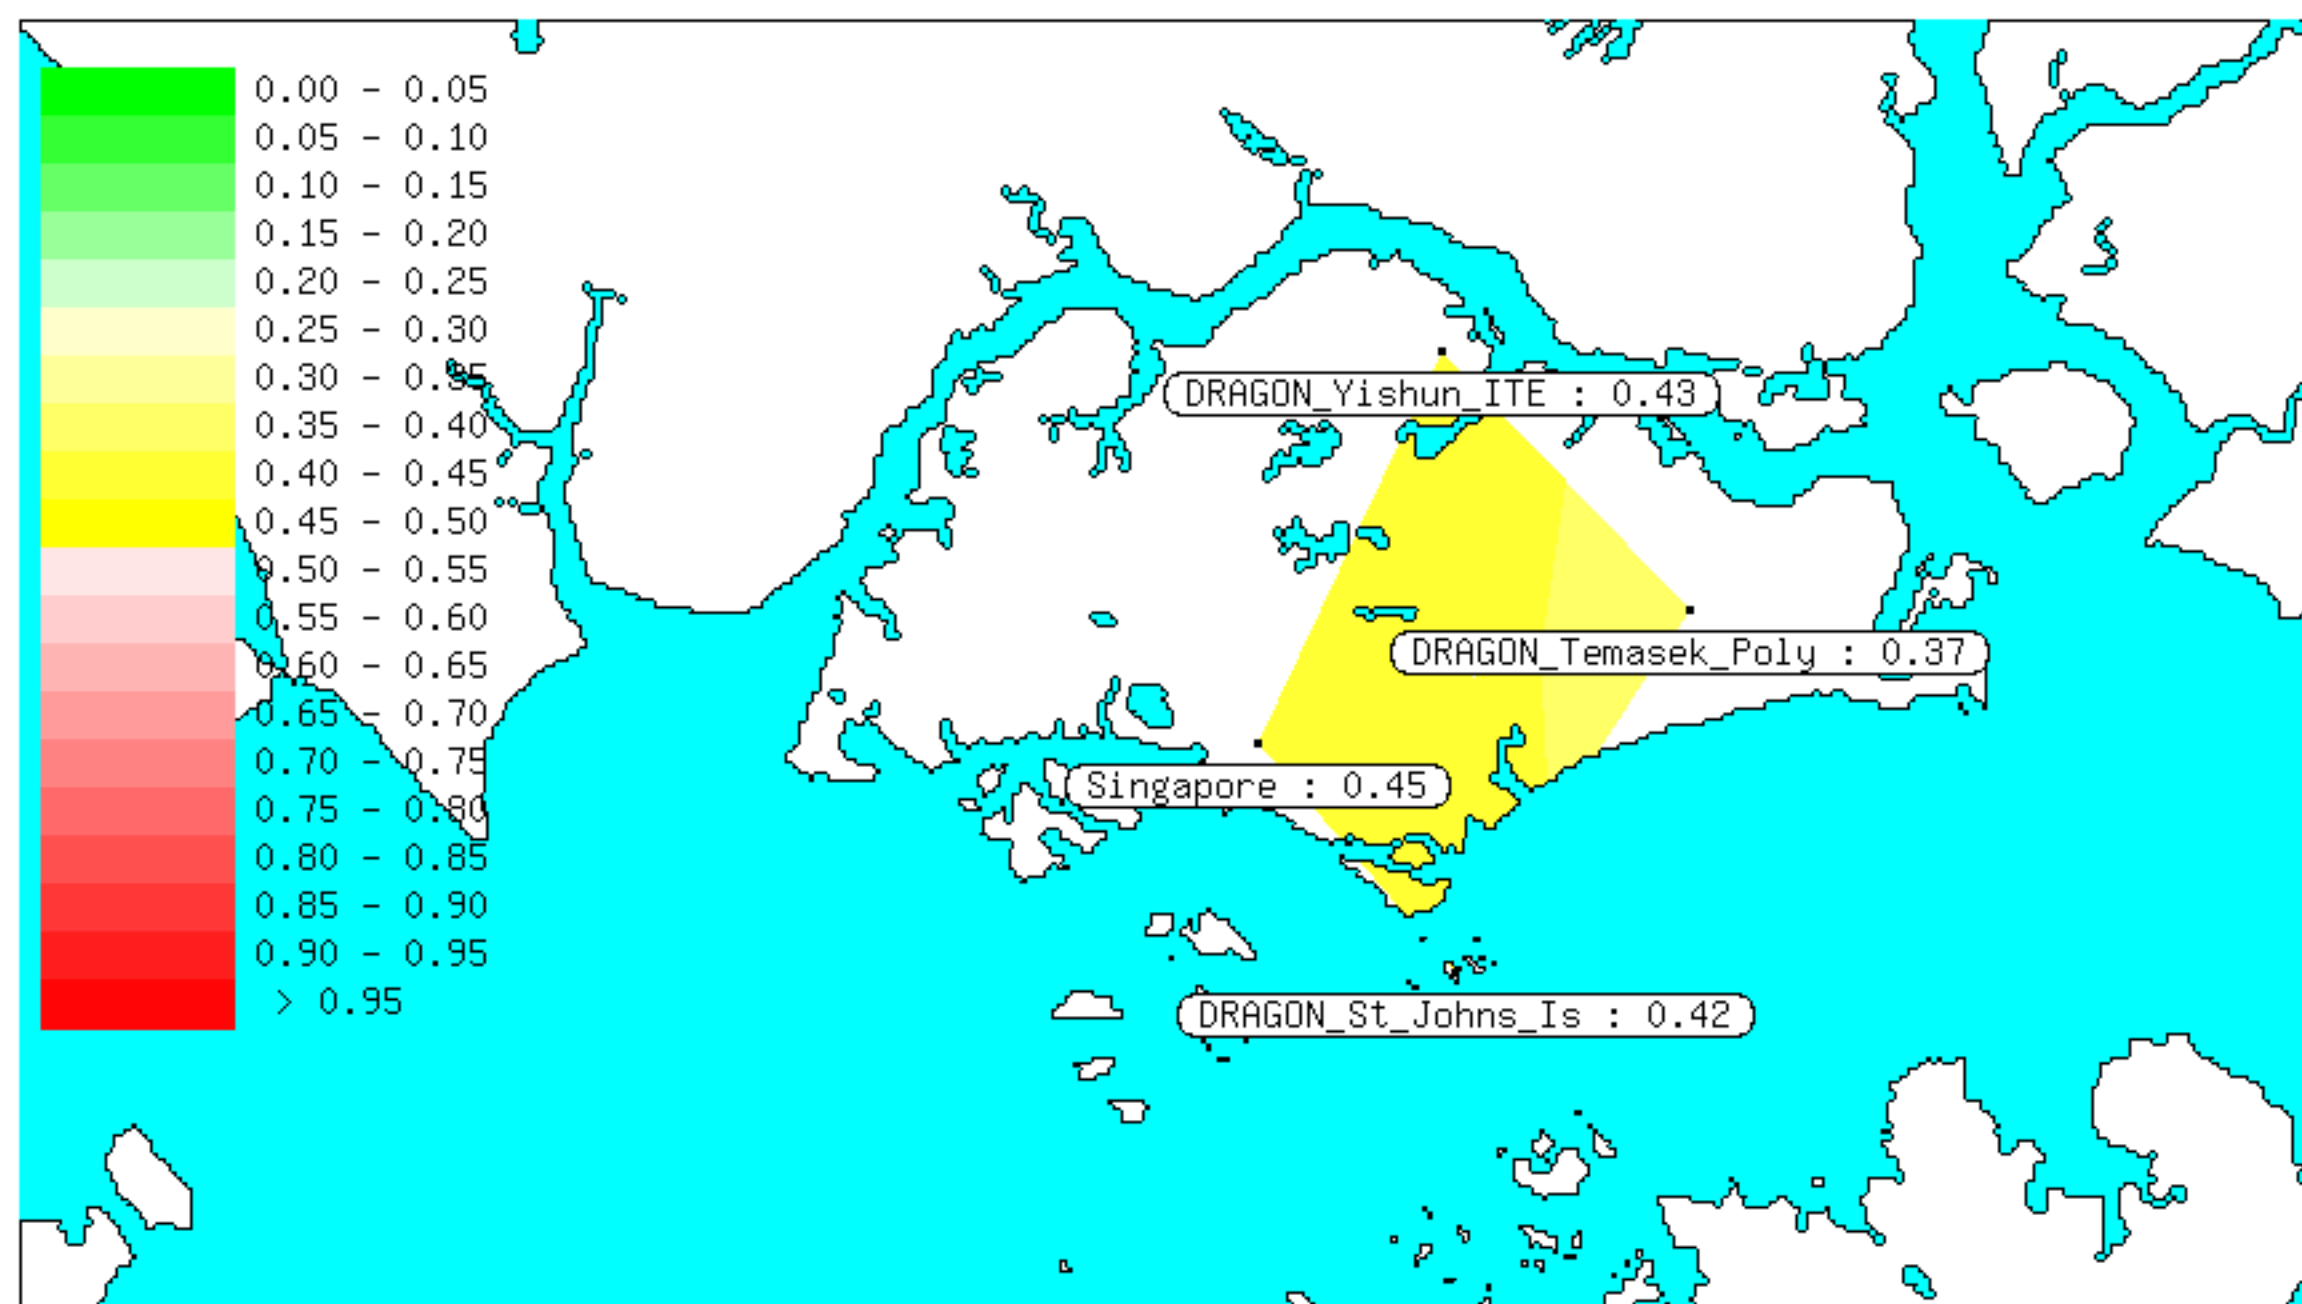 0.00 - 0.05
0.05 - 0.10
0.10 - 0.15
0.15 - 0.20
0.20 - 0.25
0.25 - 0.30
0.30 - 0.35
0.35 - 0.40
0.40 - 0.45
0.45 - 0.50
0.50 - 0.55
0.55 - 0.60
0.60 - 0.65
0.65 - 0.70
0.70 - 0.75
0.75 - 0.80
0.80 - 0.85
0.85 - 0.90
0.90 - 0.95
> 0.95
DRAGON_Yishun_ITE : 0.43
DRAGON_Temasek_Poly : 0.37
Singapore : 0.45
DRAGON_St_Johns_Is : 0.42